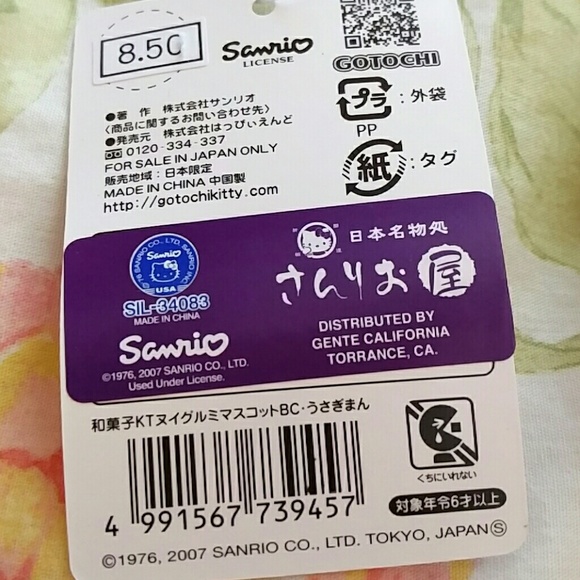 8.50
Sanrio
LICENSE
GOTOCHI
●著 作 株式会社サンリオ
〈商品に関するお問い合わせ先〉
●発売元 株式会社はっぴぃえんど
0120-334-337
FOR SALE IN JAPAN ONLY
販売地域：日本限定
MADE IN CHINA 中国製
http://gotochikitty.com
プラ：外袋
PP
紙：タグ
Sanrio
USA
SIL-34083
MADE IN CHINA
Sanrio
©1976, 2007 SANRIO CO., LTD.
Used Under License.
日本名物処
さんりお屋
DISTRIBUTED BY
GENTE CALIFORNIA
TORRANCE, CA.
和菓子KTヌイグルミマスコットBC・うさぎまん
4 991567 739457
くちにいれない
対象年令6才以上
©1976, 2007 SANRIO CO., LTD. TOKYO, JAPAN Ⓢ